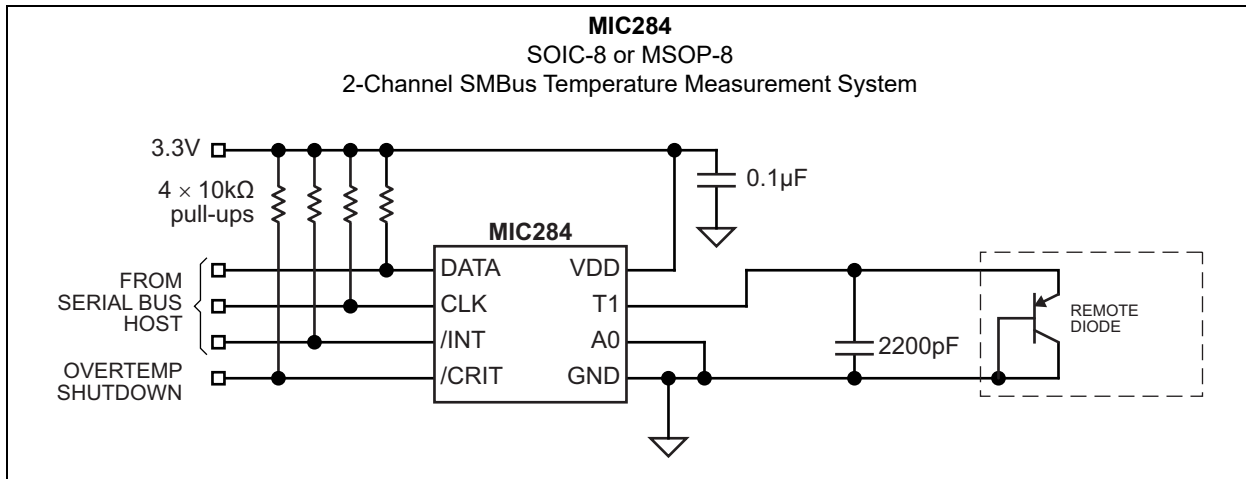 MIC284
SOIC-8 or MSOP-8
2-Channel SMBus Temperature Measurement System
3.3V
4 × 10kΩ
pull-ups
0.1µF
MIC284
FROM
SERIAL BUS
HOST
OVERTEMP
SHUTDOWN
DATA
CLK
/INT
/CRIT
VDD
T1
A0
GND
2200pF
REMOTE
DIODE